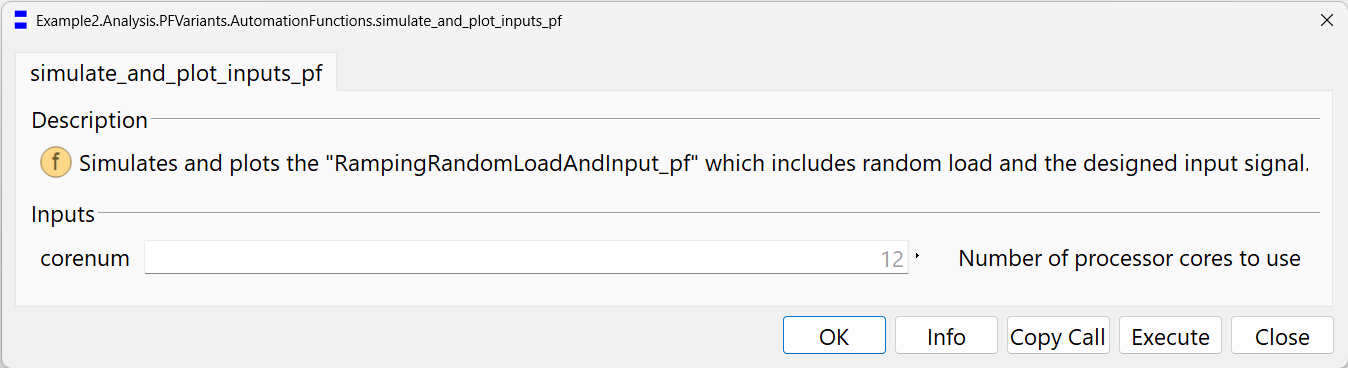 Example2.Analysis.PFVariants.AutomationFunctions.simulate_and_plot_inputs_pf
simulate_and_plot_inputs_pf
Description
f Simulates and plots the "RampingRandomLoadAndInput_pf" which includes random load and the designed input signal.
Inputs
corenum 12 Number of processor cores to use
OK Info Copy Call Execute Close